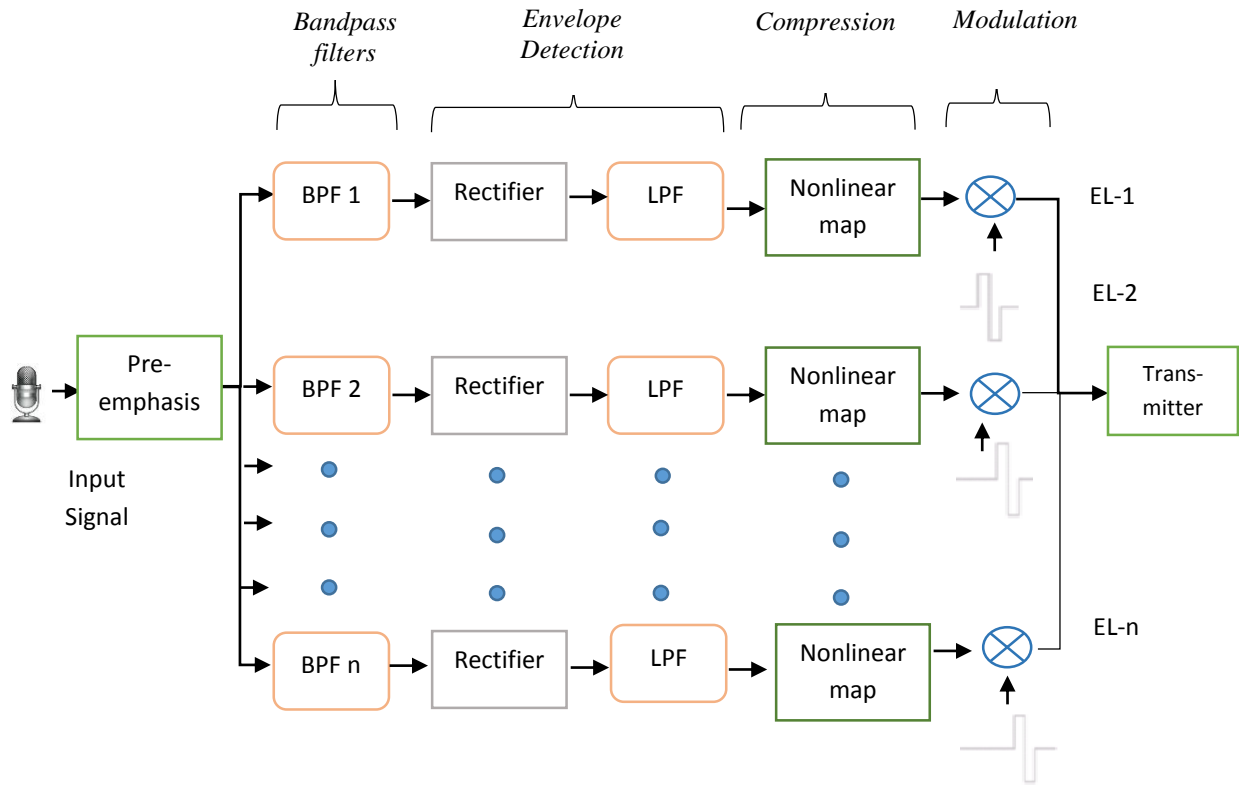 Bandpass
filters
Envelope
Detection
Compression
Modulation
BPF 1
Rectifier
LPF
Nonlinear
map
EL-1
EL-2
Pre-
emphasis
BPF 2
Rectifier
LPF
Nonlinear
map
Trans-
mitter
Input
Signal
BPF n
Rectifier
LPF
Nonlinear
map
EL-n